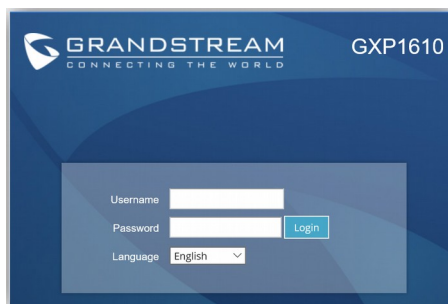 GRANDSTREAM
CONNECTING THE WORLD
GXP1610
Username
Password
Login
Language
English